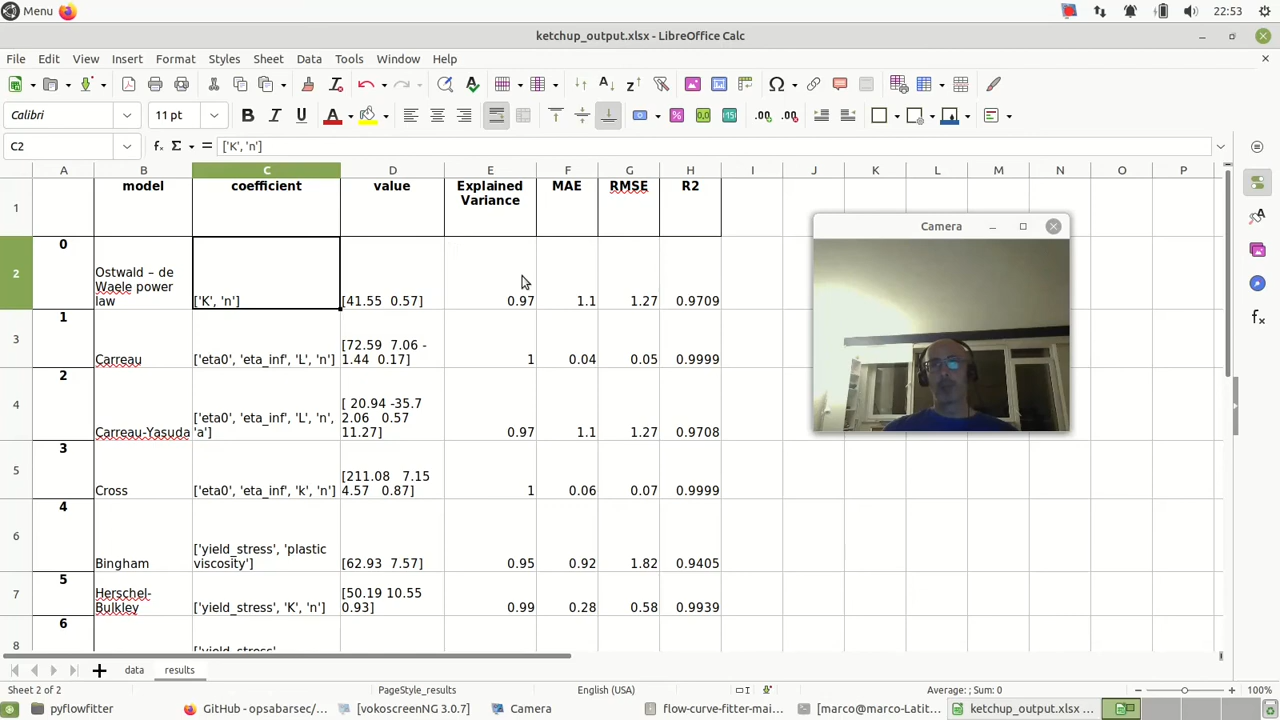 Menu
22:53
ketchup_output.xlsx - LibreOffice Calc
File Edit View Insert Format Styles Sheet Data Tools Window Help
Calibri 11 pt
C2 ['K', 'n']
A B C D E F G H I J K L M N O P
1 model coefficient value Explained Variance MAE RMSE R2
2 0 Ostwald – de Waele power law ['K', 'n'] [41.55 0.57] 0.97 1.1 1.27 0.9709
3 1 Carreau ['eta0', 'eta_inf', 'L', 'n'] [72.59 7.06 -1.44 0.17] 1 0.04 0.05 0.9999
4 2 Carreau-Yasuda ['eta0', 'eta_inf', 'L', 'n', 'a'] [ 20.94 -35.7 2.06 0.57 11.27] 0.97 1.1 1.27 0.9708
5 3 Cross ['eta0', 'eta_inf', 'k', 'n'] [211.08 7.15 4.57 0.87] 1 0.06 0.07 0.9999
6 4 Bingham ['yield_stress', 'plastic viscosity'] [62.93 7.57] 0.95 0.92 1.82 0.9405
7 5 Herschel-Bulkley ['yield_stress', 'K', 'n'] [50.19 10.55 0.93] 0.99 0.28 0.58 0.9939
8 6 ['yield_stress',
Camera
data results
Sheet 2 of 2 PageStyle_results English (USA) Average: ; Sum: 0 100%
pyflowfitter GitHub - opsabarsec/... [vokoscreenNG 3.0.7] Camera flow-curve-fitter-mai... [marco@marco-Latit... ketchup_output.xlsx ...